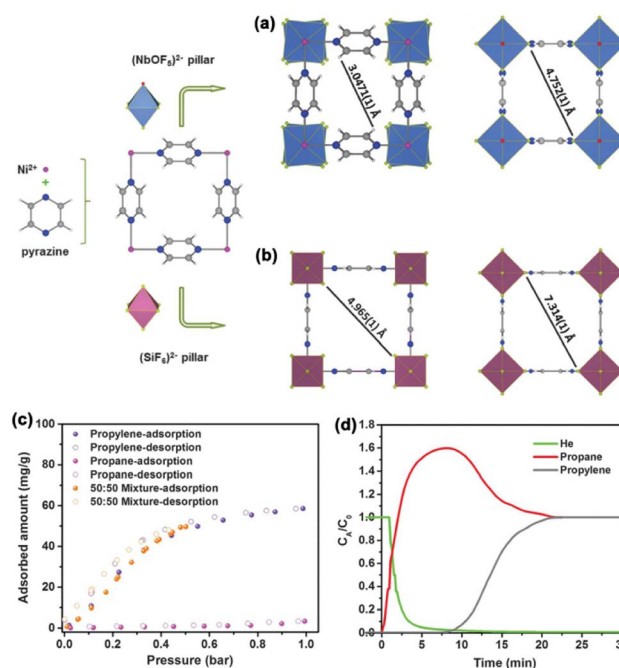 (NbOF₅)²⁻ pillar
Ni²⁺
+
pyrazine
(SiF₆)²⁻ pillar
(a)
3.0471(1) Å
4.752(1) Å
(b)
4.965(1) Å
7.314(1) Å
(c)
Propylene-adsorption
Propylene-desorption
Propane-adsorption
Propane-desorption
50:50 Mixture-adsorption
50:50 Mixture-desorption
Adsorbed amount (mg/g)
100
80
60
40
20
0
0.0 0.2 0.4 0.6 0.8 1.0
Pressure (bar)
(d)
He
Propane
Propylene
C_A/C_0
1.8
1.6
1.4
1.2
1.0
0.8
0.6
0.4
0.2
0.0
0 5 10 15 20 25 30
Time (min)